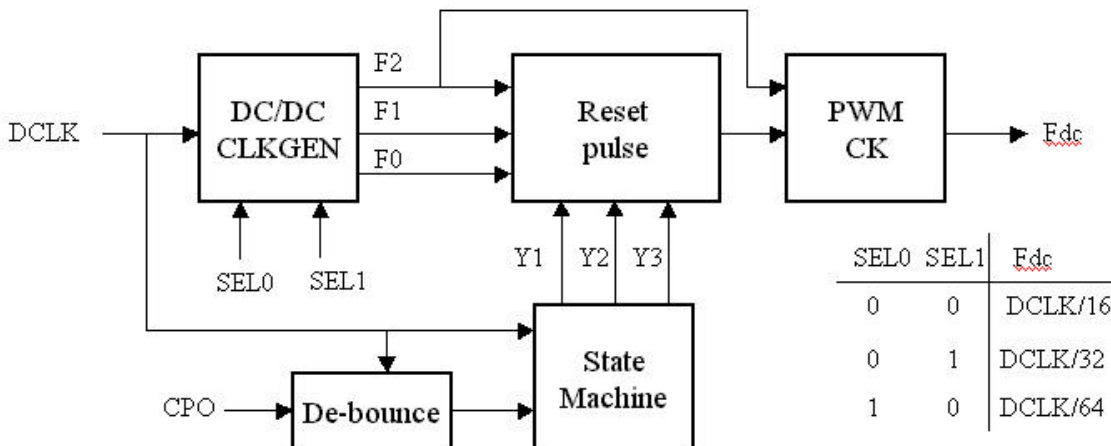 F2
DCLK
DC/DC
CLKGEN
F1
F0
Reset
pulse
PWM
CK
Fdc
SEL0
SEL1
Y1
Y2
Y3
State
Machine
CPO
De-bounce
SEL0 SEL1 Fdc
0 0 DCLK/16
0 1 DCLK/32
1 0 DCLK/64